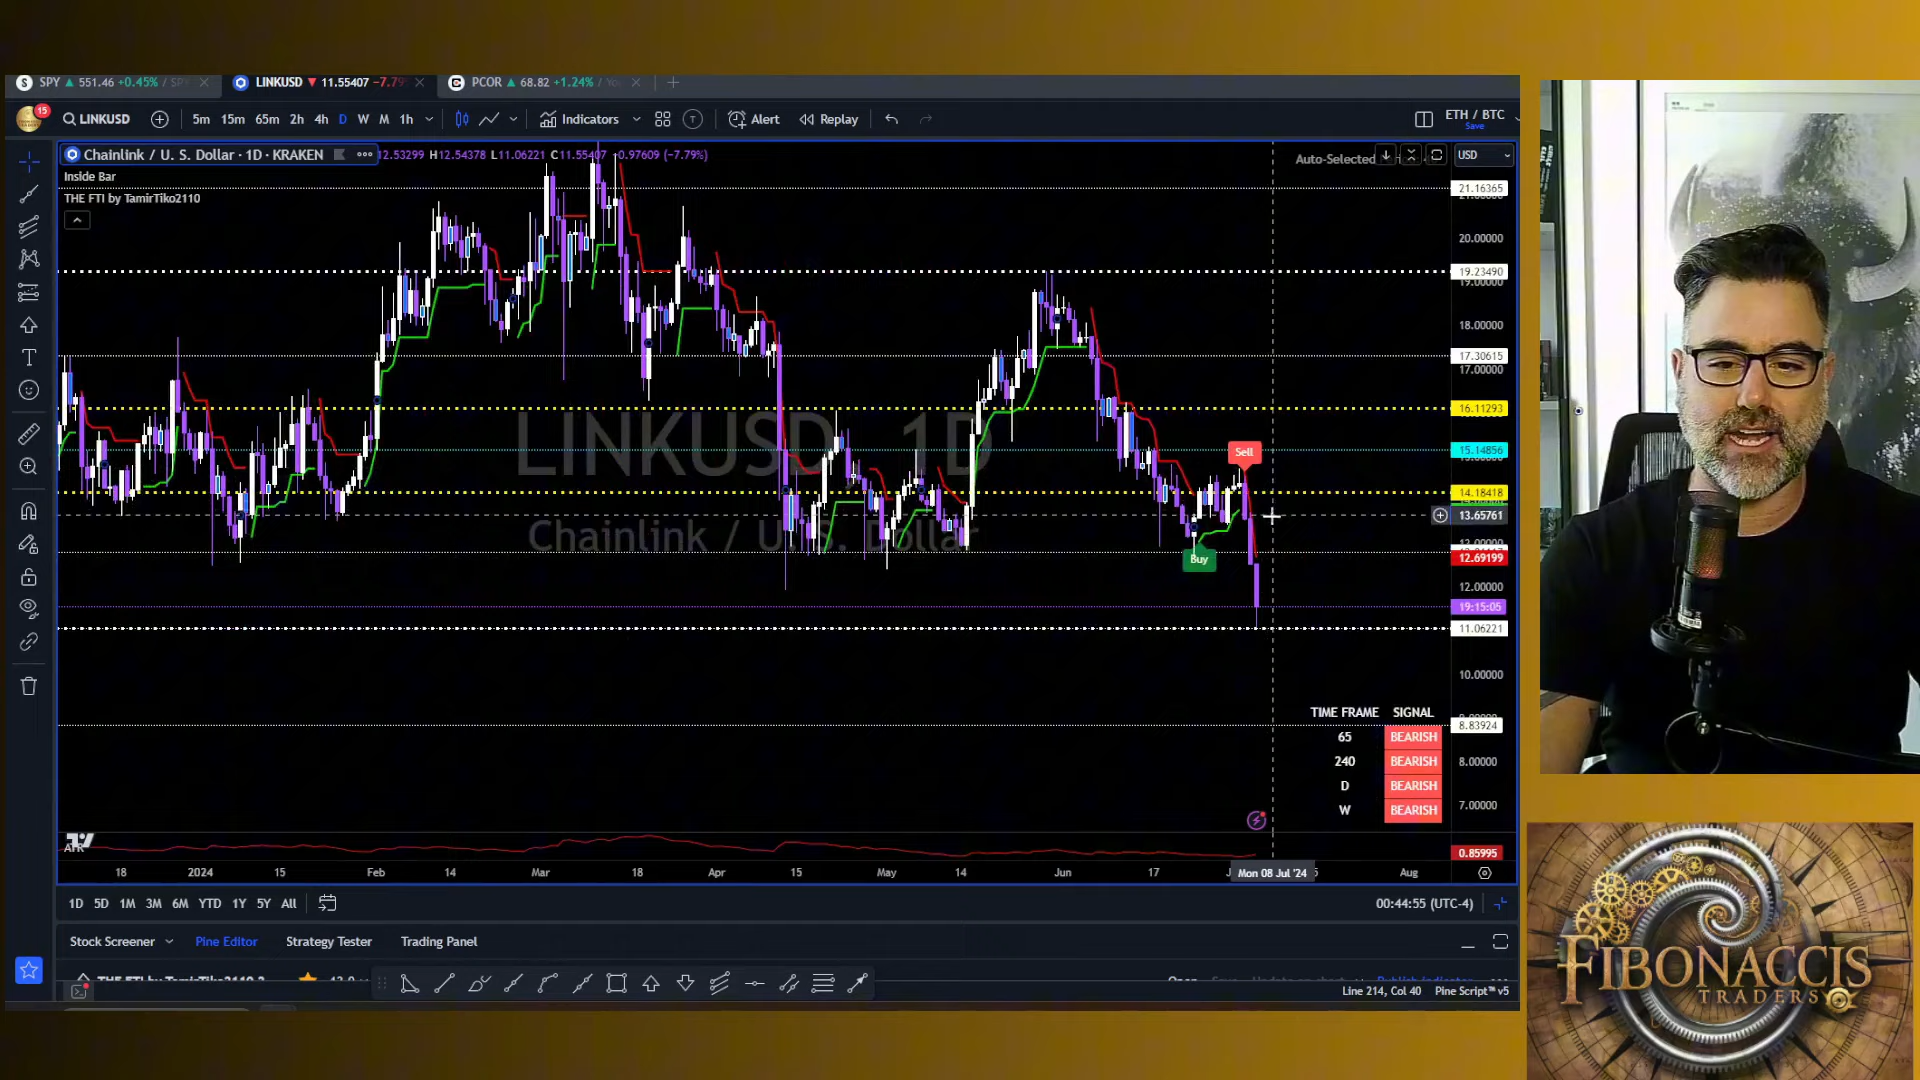 SPY 551.46 +0.45%
LINKUSD 11.55407 -7.79
PCOR 68.82 +1.24%
15
LINKUSD 5m 15m 65m 2h 4h D W M 1h Indicators Alert Replay ETH / BTC
Save
Chainlink / U. S. Dollar · 1D · KRAKEN 12.53299 H12.54378 L11.06221 C11.55407 -0.97609 (-7.79%)
Auto-Selected
USD
Inside Bar
THE FTI by TamirTiko2110
21.16365
20.00000
19.23490
19.00000
18.00000
17.30615
17.00000
16.11293
15.14856
14.18418
13.65761
12.69199
12.00000
19:15:05
11.06221
10.00000
8.83924
8.00000
7.00000
0.85995
LINKUSD, 1D
Chainlink / U. S. Dollar
Sell
Buy
TIME FRAME SIGNAL
65 BEARISH
240 BEARISH
D BEARISH
W BEARISH
ATR
18 2024 15 Feb 14 Mar 18 Apr 15 May 14 Jun 17 Mon 08 Jul '24 Aug
1D 5D 1M 3M 6M YTD 1Y 5Y All
00:44:55 (UTC-4)
Stock Screener Pine Editor Strategy Tester Trading Panel
Line 214, Col 40 Pine Script™ v5
FIBONACCIS
TRADERS